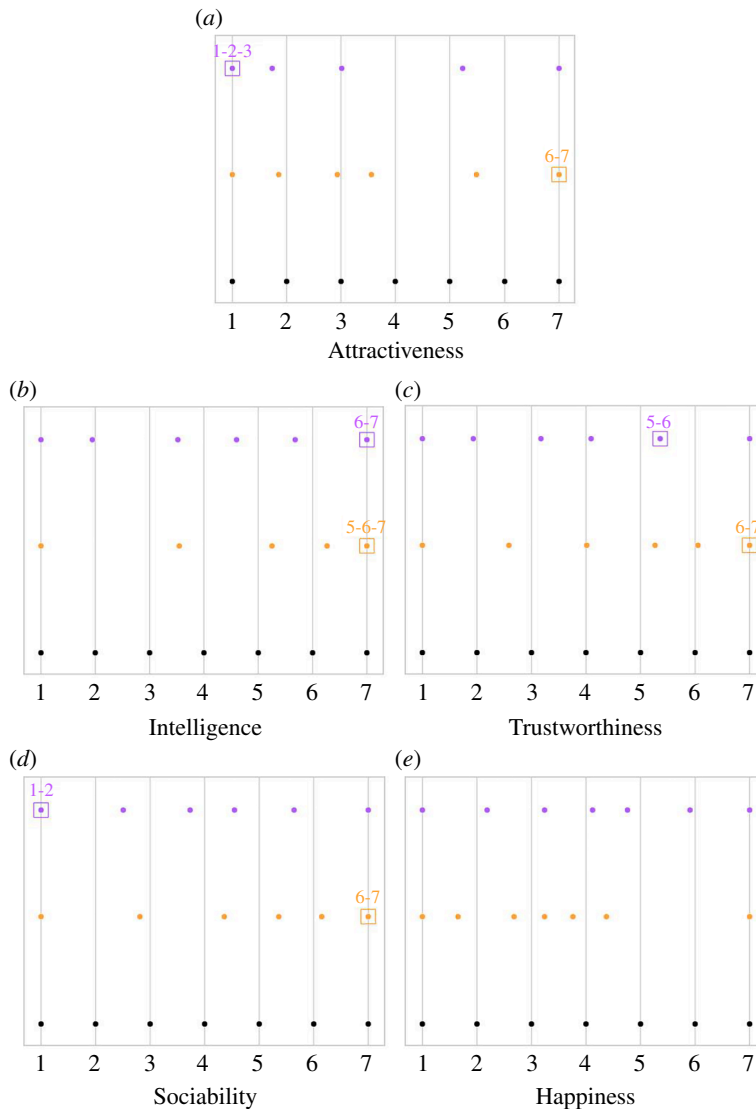 (a)
1-2-3
6-7
1 2 3 4 5 6 7
Attractiveness
(b)
6-7
5-6-7
1 2 3 4 5 6 7
Intelligence
(c)
5-6
6-7
1 2 3 4 5 6 7
Trustworthiness
(d)
1-2
6-7
1 2 3 4 5 6 7
Sociability
(e)
1 2 3 4 5 6 7
Happiness